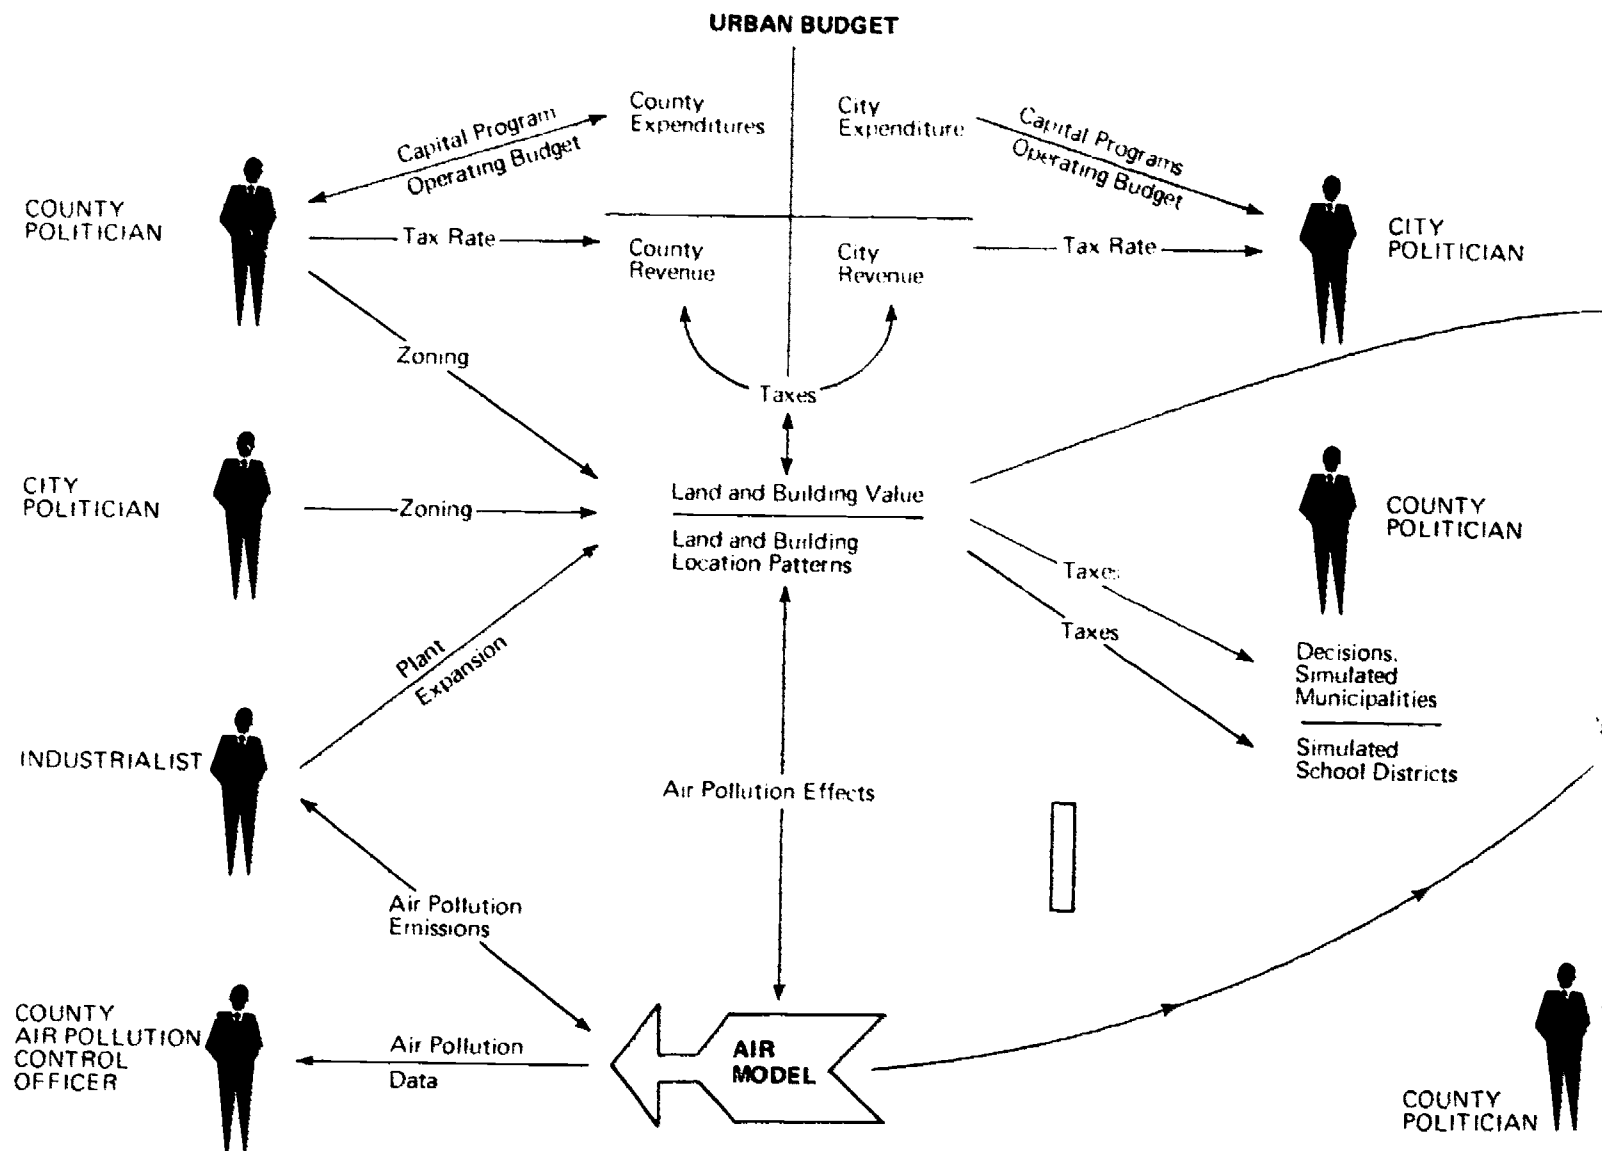 URBAN BUDGET
County
Expenditures
City
Expenditure
Capital Program
Operating Budget
Capital Programs
Operating Budget
COUNTY
POLITICIAN
Tax Rate
County
Revenue
City
Revenue
Tax Rate
CITY
POLITICIAN
Zoning
Taxes
CITY
POLITICIAN
Zoning
Land and Building Value
Land and Building
Location Patterns
COUNTY
POLITICIAN
Taxes
Taxes
Decisions,
Simulated
Municipalities
Simulated
School Districts
Plant
Expansion
INDUSTRIALIST
Air Pollution Effects
Air Pollution
Emissions
COUNTY
AIR POLLUTION
CONTROL
OFFICER
Air Pollution
Data
AIR
MODEL
COUNTY
POLITICIAN